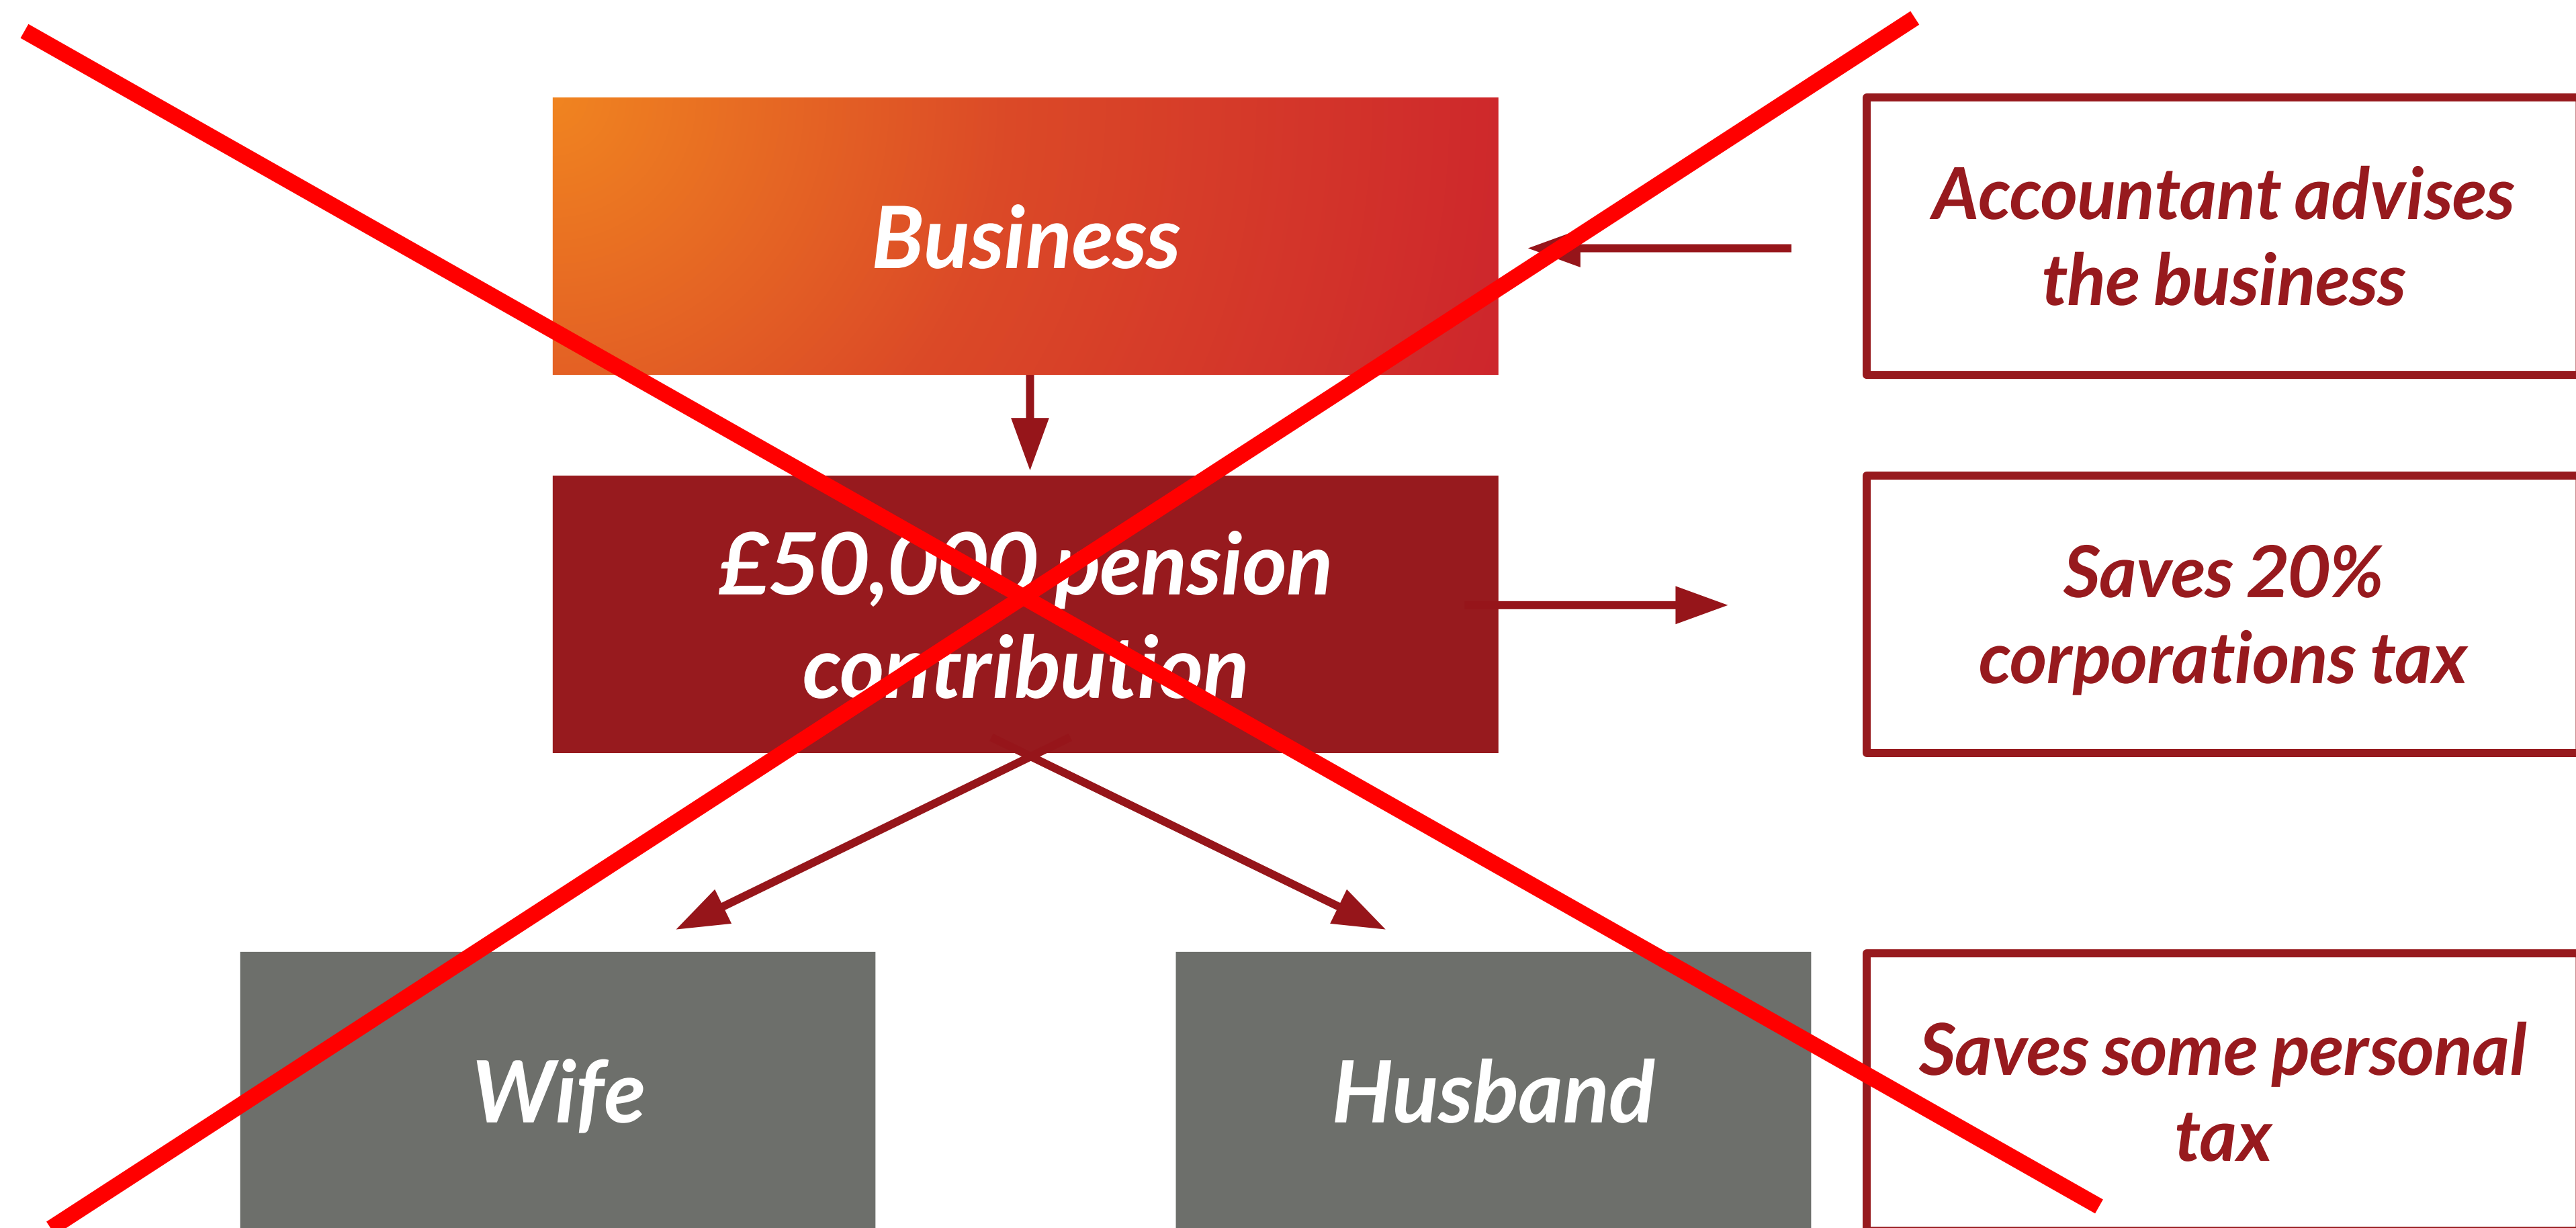 Business
Accountant advises
the business
£50,000 pension
contribution
Saves 20%
corporations tax
Wife
Husband
Saves some personal
tax